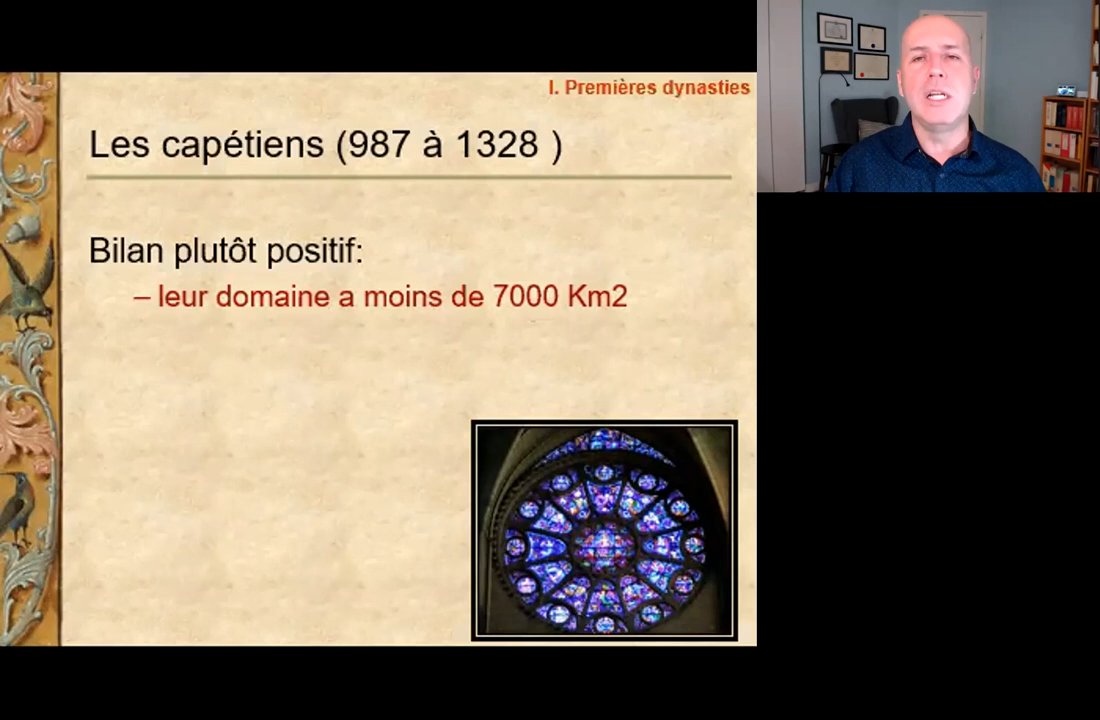 I. Premières dynasties
Les capétiens (987 à 1328 )
Bilan plutôt positif:
– leur domaine a moins de 7000 Km2